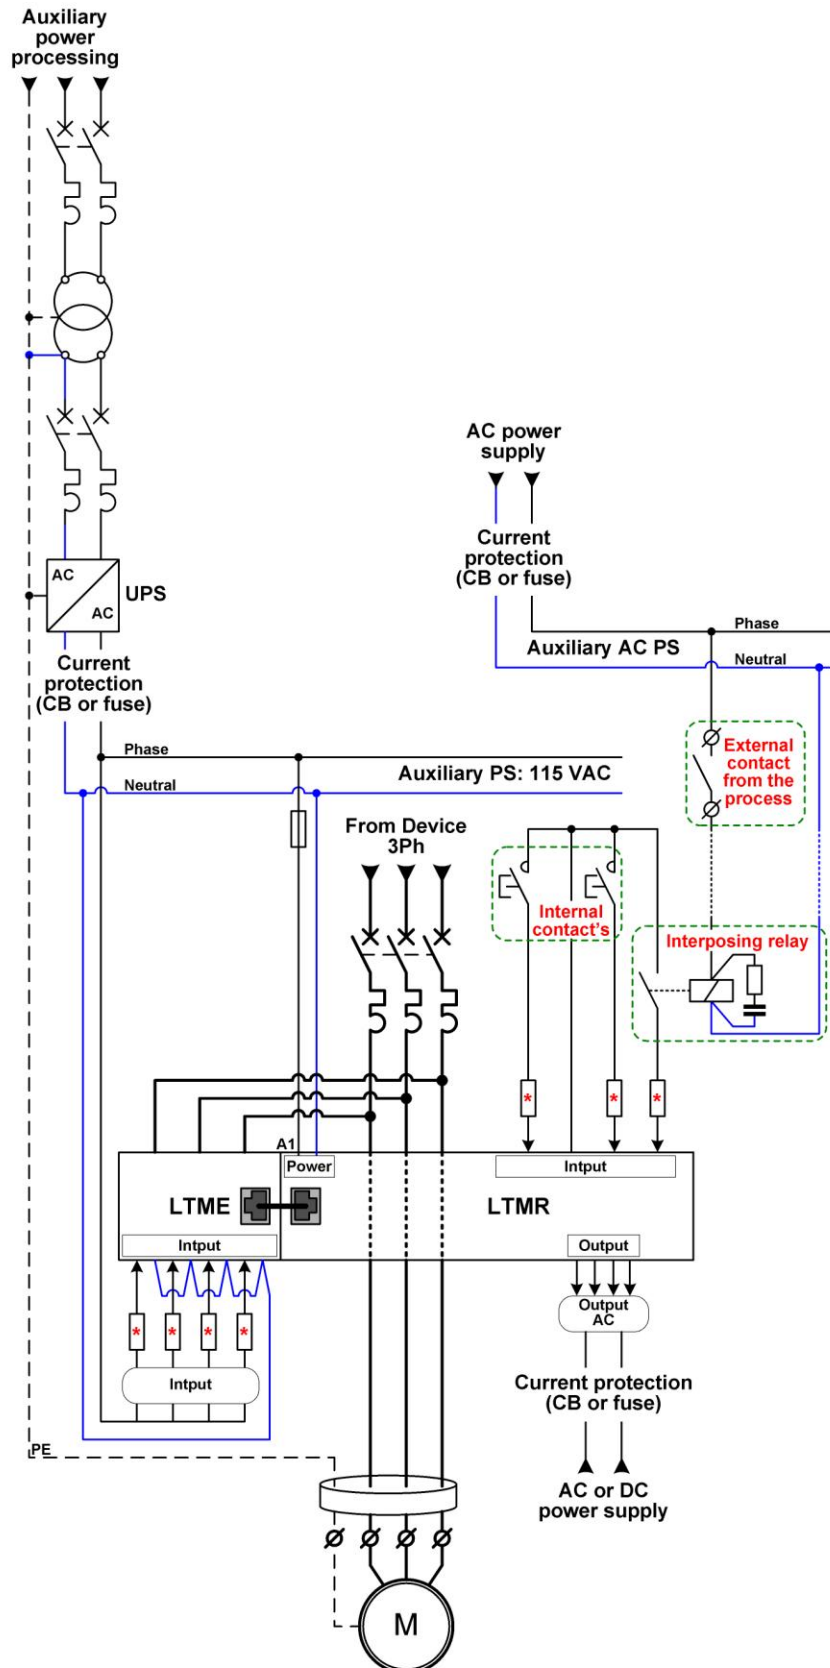 Auxiliary
power
processing
AC
AC
UPS
Current
protection
(CB or fuse)
AC power
supply
Current
protection
(CB or fuse)
Phase
Auxiliary AC PS
Neutral
External
contact
from the
process
Phase
Auxiliary PS: 115 VAC
Neutral
From Device
3Ph
Internal
contact's
Interposing relay
*
*
*
A1
Power
Intput
LTME
LTMR
Intput
Output
*
*
*
*
Output
AC
Intput
Current protection
(CB or fuse)
PE
AC or DC
power supply
M